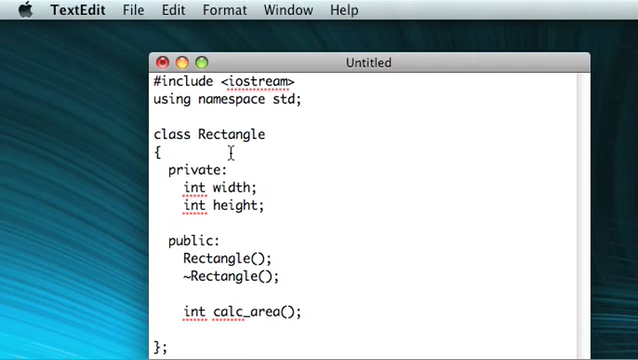 TextEdit File Edit Format Window Help
Untitled
#include <iostream>
using namespace std;
class Rectangle
{
private:
int width;
int height;
public:
Rectangle();
~Rectangle();
int calc_area();
};